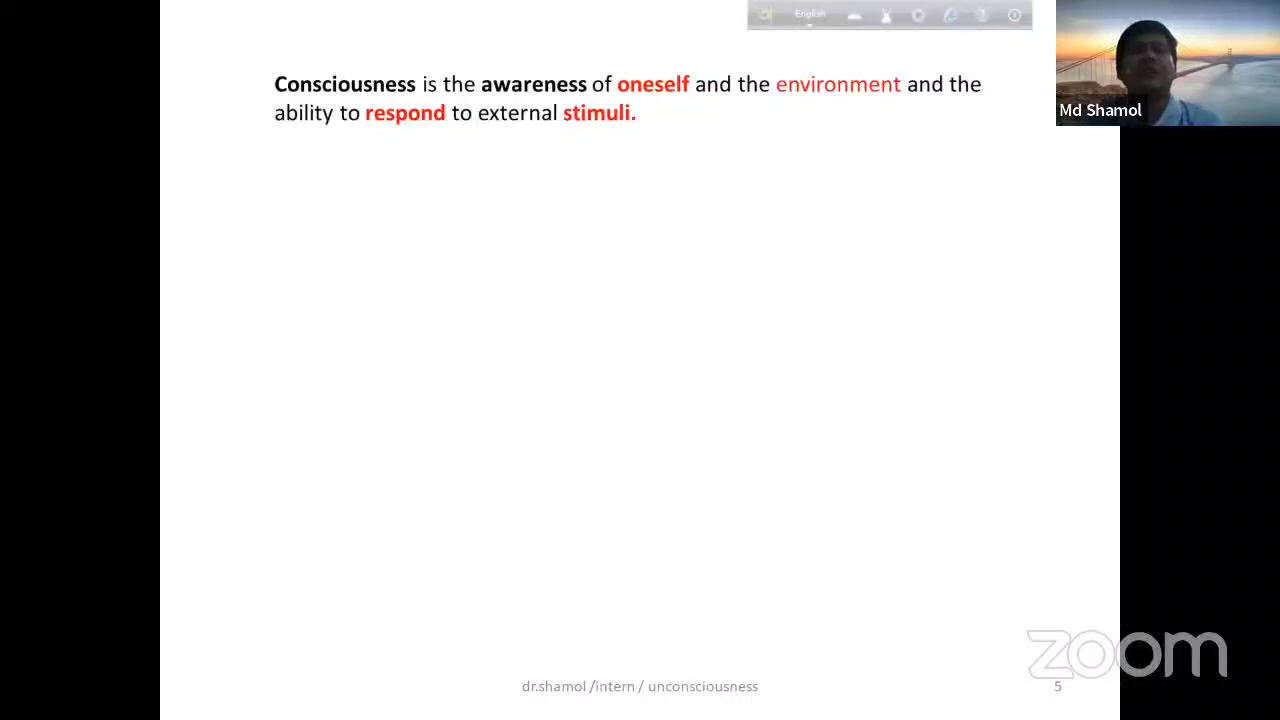 English
Consciousness is the awareness of oneself and the environment and the
ability to respond to external stimuli.
Md Shamol
zoom
dr.shamol /intern / unconsciousness
5